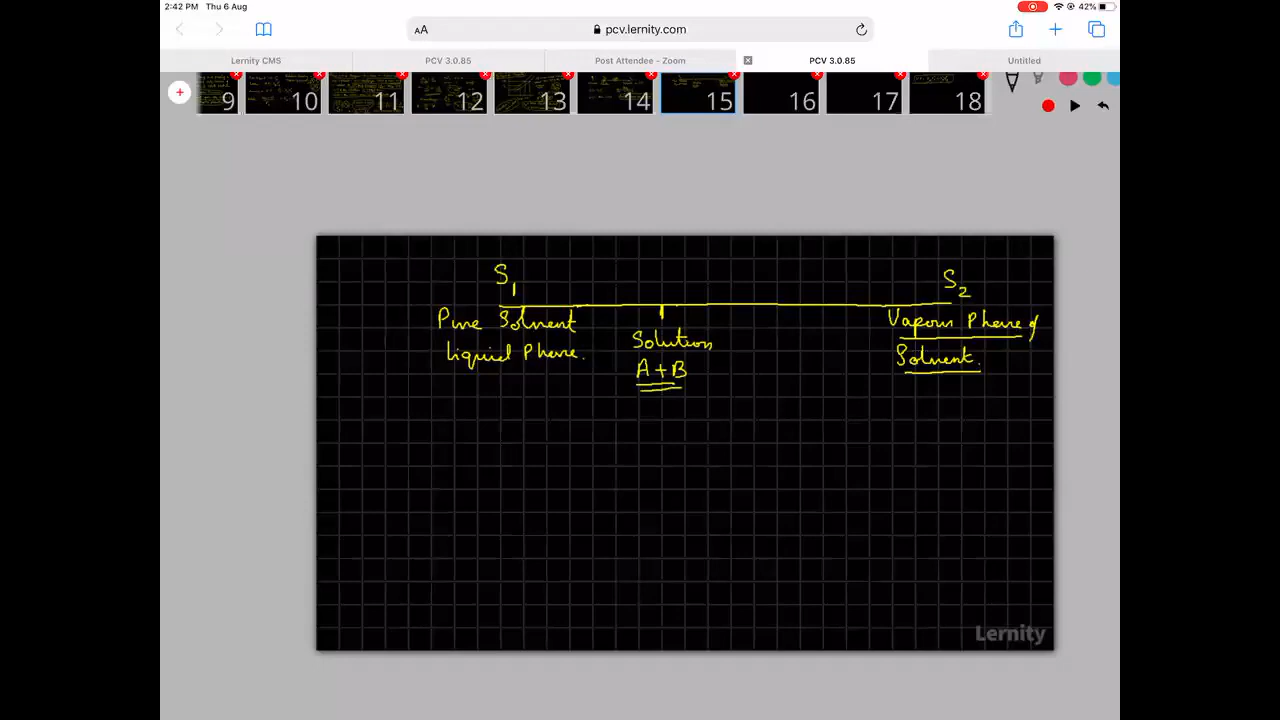 2:42 PM Thu 6 Aug
42%
AA
pcv.lernity.com
Lernity CMS
PCV 3.0.85
Post Attendee - Zoom
PCV 3.0.85
Untitled
9 10 11 12 13 14 15 16 17 18
S1
S2
Pure Solvent
Liquid Phase.
Solution
A + B
Vapour Phase of
Solvent.
Lernity